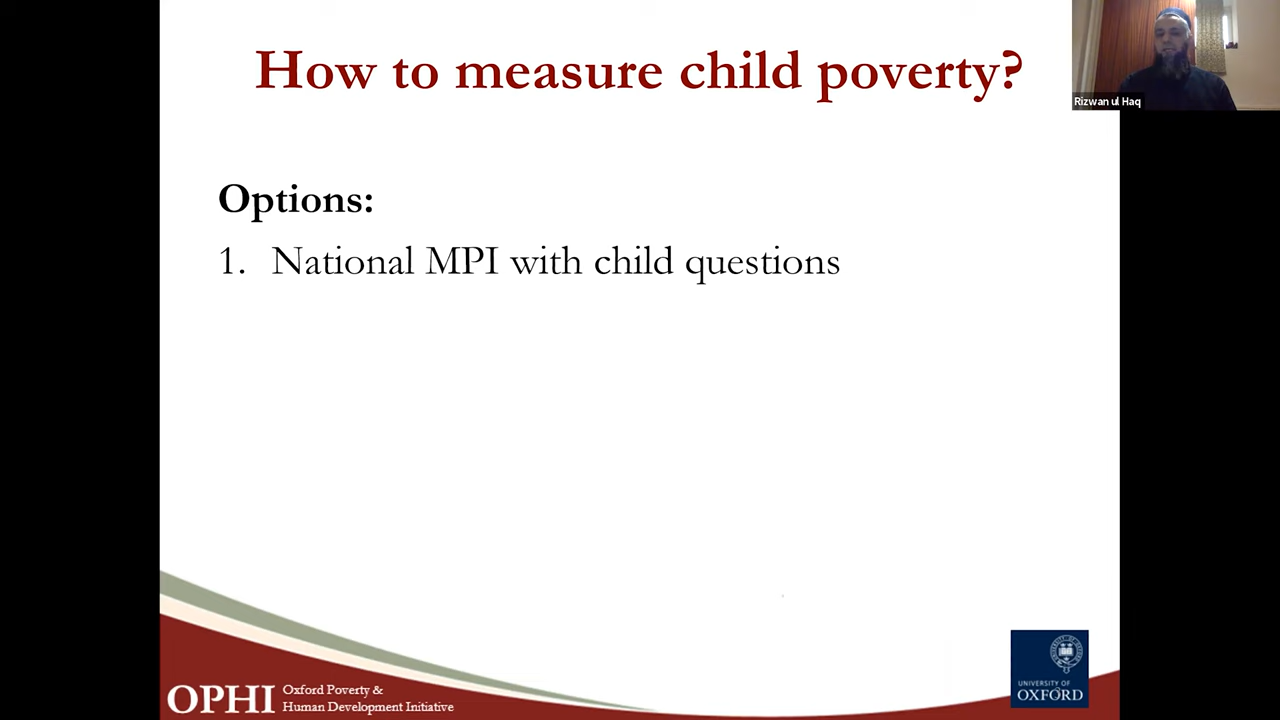 How to measure child poverty?
Rizwan ul Haq
Options:
1. National MPI with child questions
OPHI
Oxford Poverty &
Human Development Initiative
UNIVERSITY OF
OXFORD